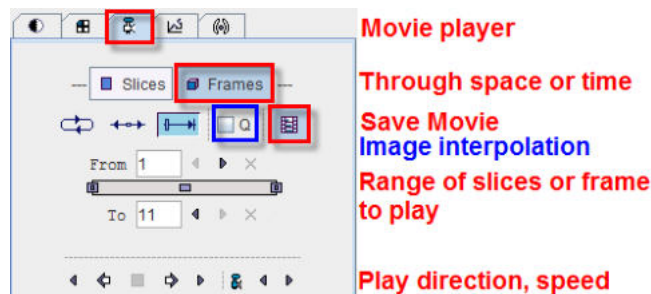 Movie player
Slices Frames
Through space or time
Q
Save Movie
Image interpolation
From 1
Range of slices or frame
to play
To 11
Play direction, speed